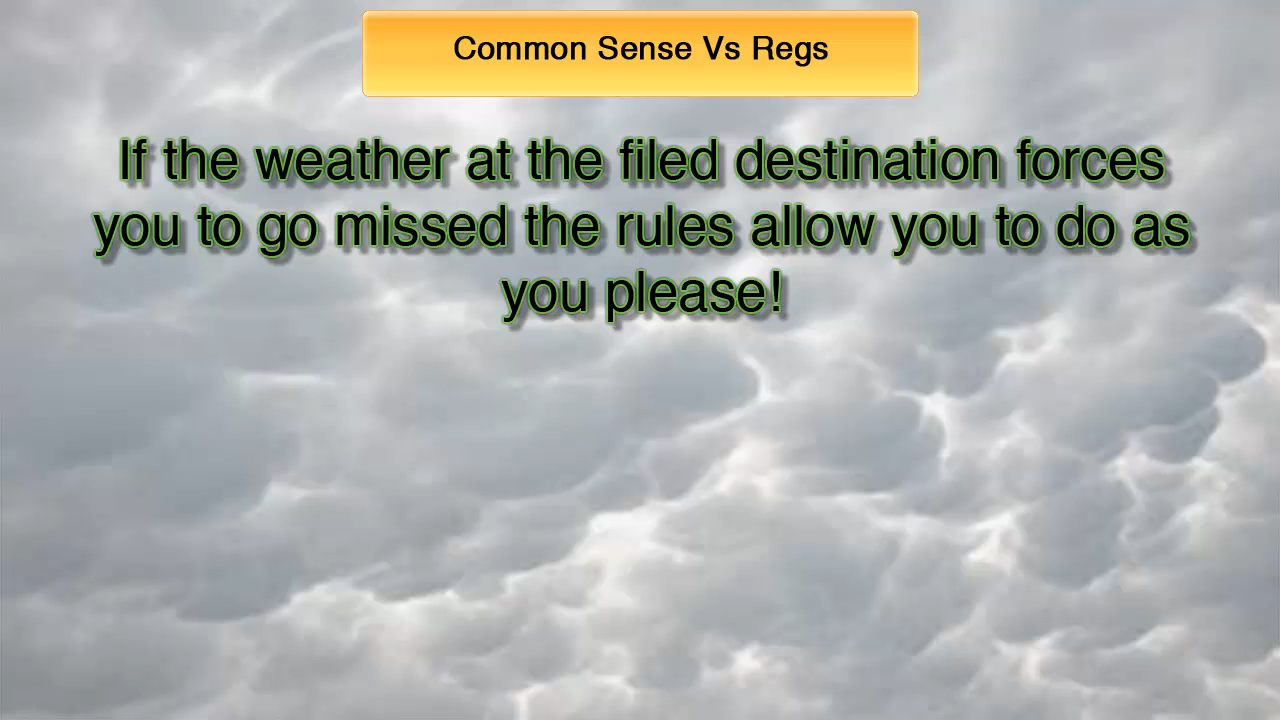 Common Sense Vs Regs
If the weather at the filed destination forces
you to go missed the rules allow you to do as
you please!